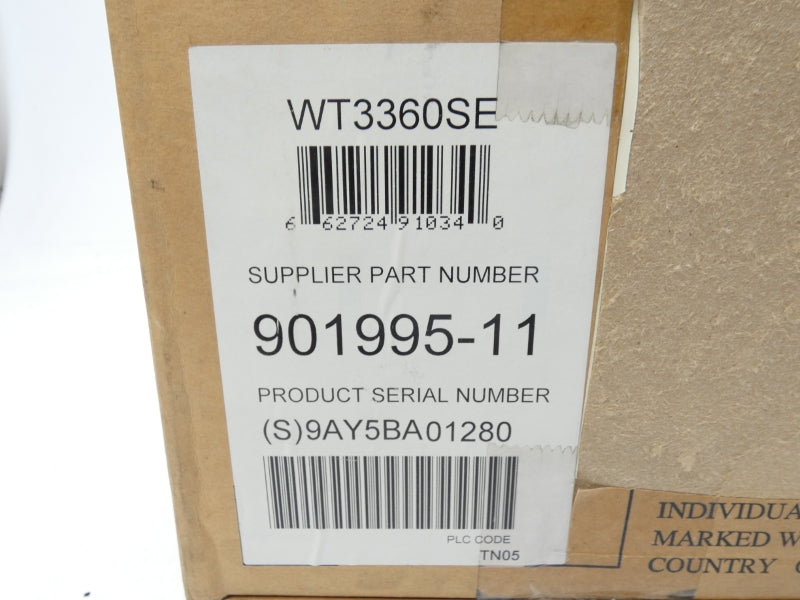 WT3360SE
6 62724 91034 0
SUPPLIER PART NUMBER
901995-11
PRODUCT SERIAL NUMBER
(S)9AY5BA01280
PLC CODE
TN05
INDIVIDUA
MARKED W
COUNTRY